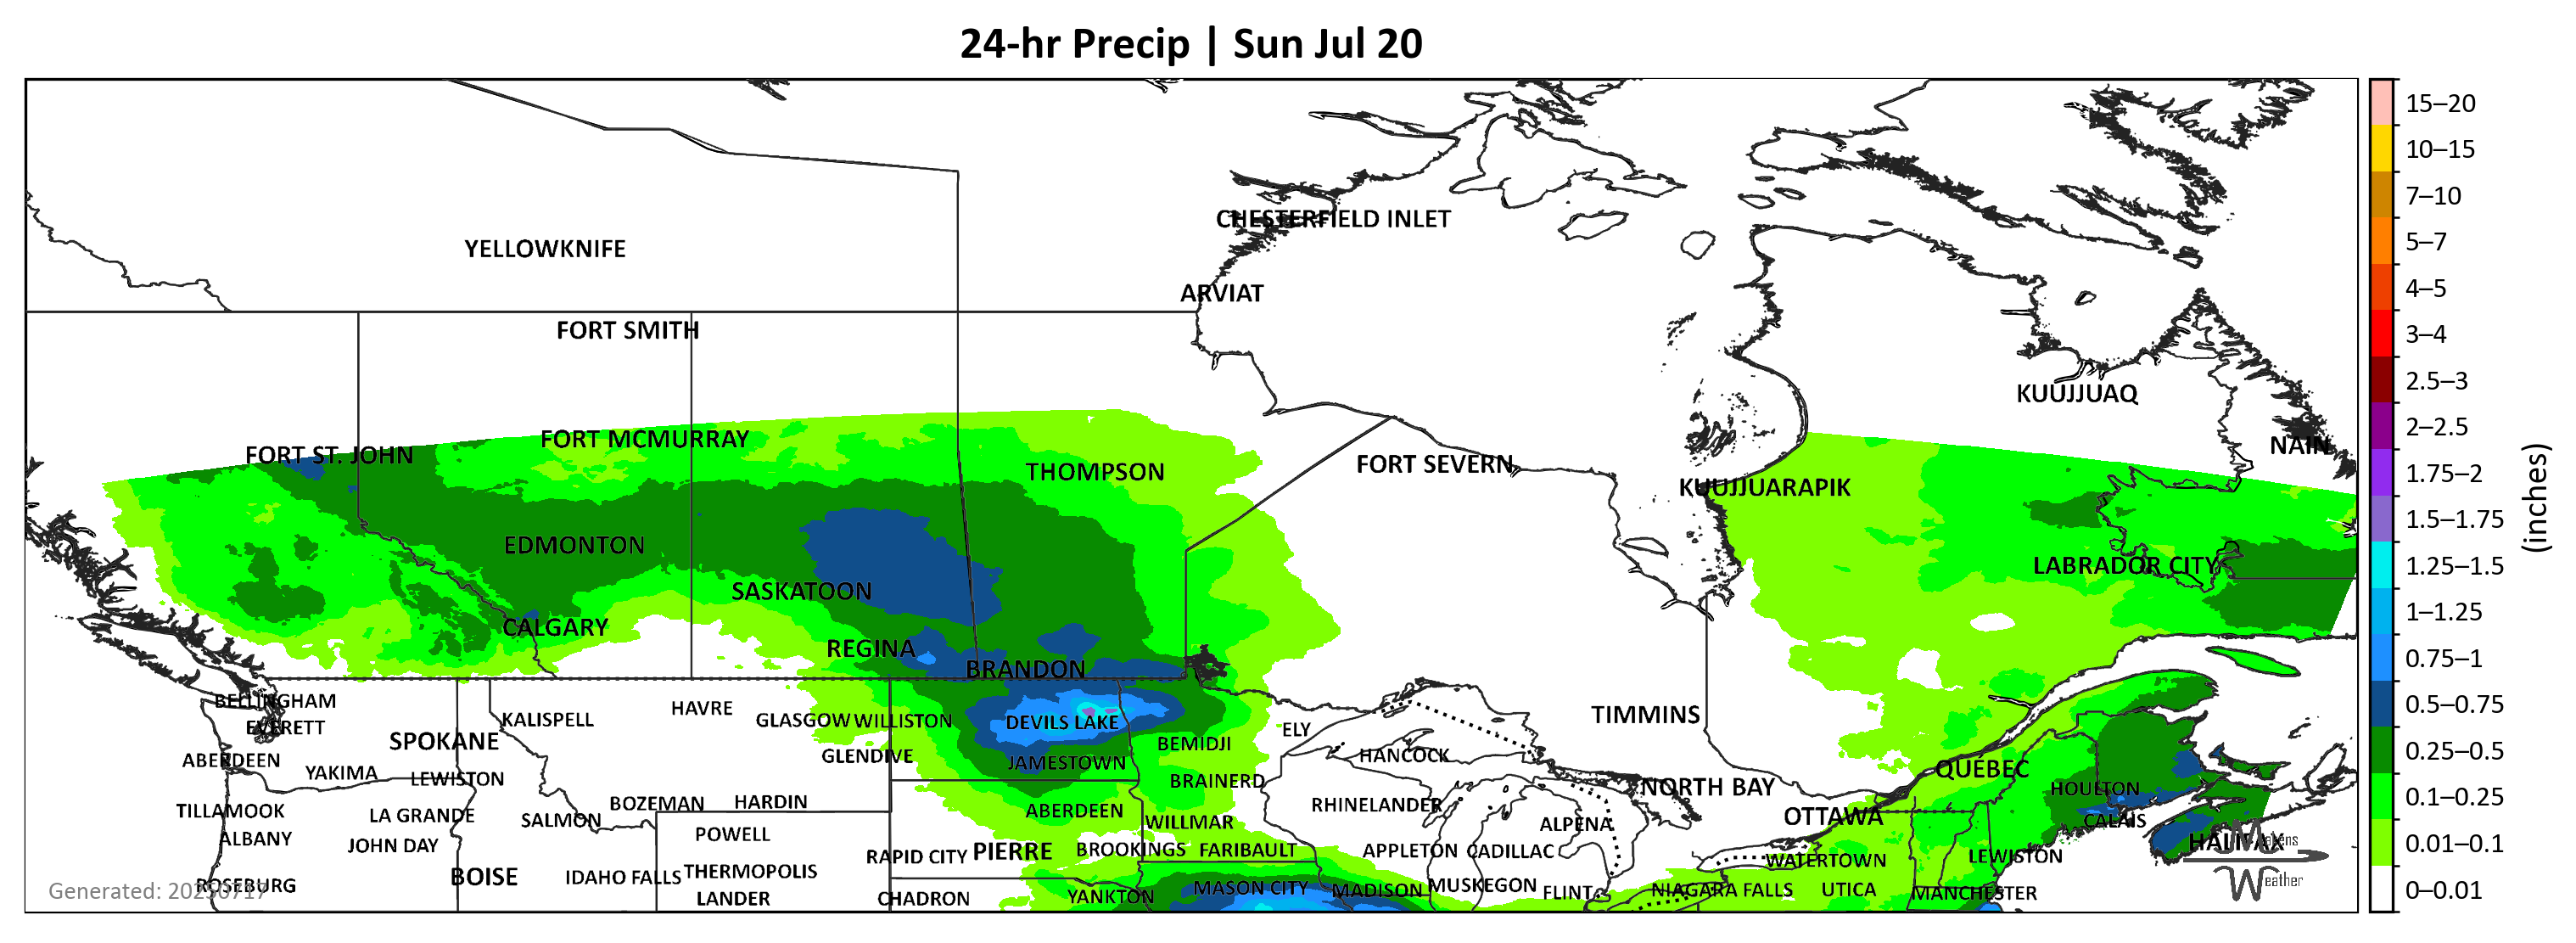 24-hr Precip | Sun Jul 20
15–20
10–15
7–10
5–7
4–5
3–4
2.5–3
2–2.5
1.75–2
1.5–1.75
1.25–1.5
1–1.25
0.75–1
0.5–0.75
0.25–0.5
0.1–0.25
0.01–0.1
0–0.01
(inches)
CHESTERFIELD INLET
YELLOWKNIFE
ARVIAT
FORT SMITH
KUUJJUAQ
FORT MCMURRAY
NAIN
FORT ST. JOHN
THOMPSON
FORT SEVERN
KUUJJUARAPIK
EDMONTON
LABRADOR CITY
SASKATOON
CALGARY
REGINA
BRANDON
BELLINGHAM
HAVRE
TIMMINS
KALISPELL
GLASGOW
WILLISTON
DEVILS LAKE
EVERETT
ELY
SPOKANE
BEMIDJI
GLENDIVE
HANCOCK
ABERDEEN
JAMESTOWN
QUÉBEC
YAKIMA
LEWISTON
BRAINERD
NORTH BAY
HOULTON
BOZEMAN
HARDIN
RHINELANDER
TILLAMOOK
LA GRANDE
ABERDEEN
OTTAWA
SALMON
WILLMAR
ALPENA
CALAIS
ALBANY
JOHN DAY
POWELL
HALIFAX
Mavens
Weather
RAPID CITY
PIERRE
BROOKINGS
FARIBAULT
APPLETON
CADILLAC
WATERTOWN
LEWISTON
BOISE
IDAHO FALLS
THERMOPOLIS
ROSEBURG
MASON CITY
MADISON
MUSKEGON
FLINT
NIAGARA FALLS
UTICA
MANCHESTER
LANDER
CHADRON
YANKTON
Generated: 20250717